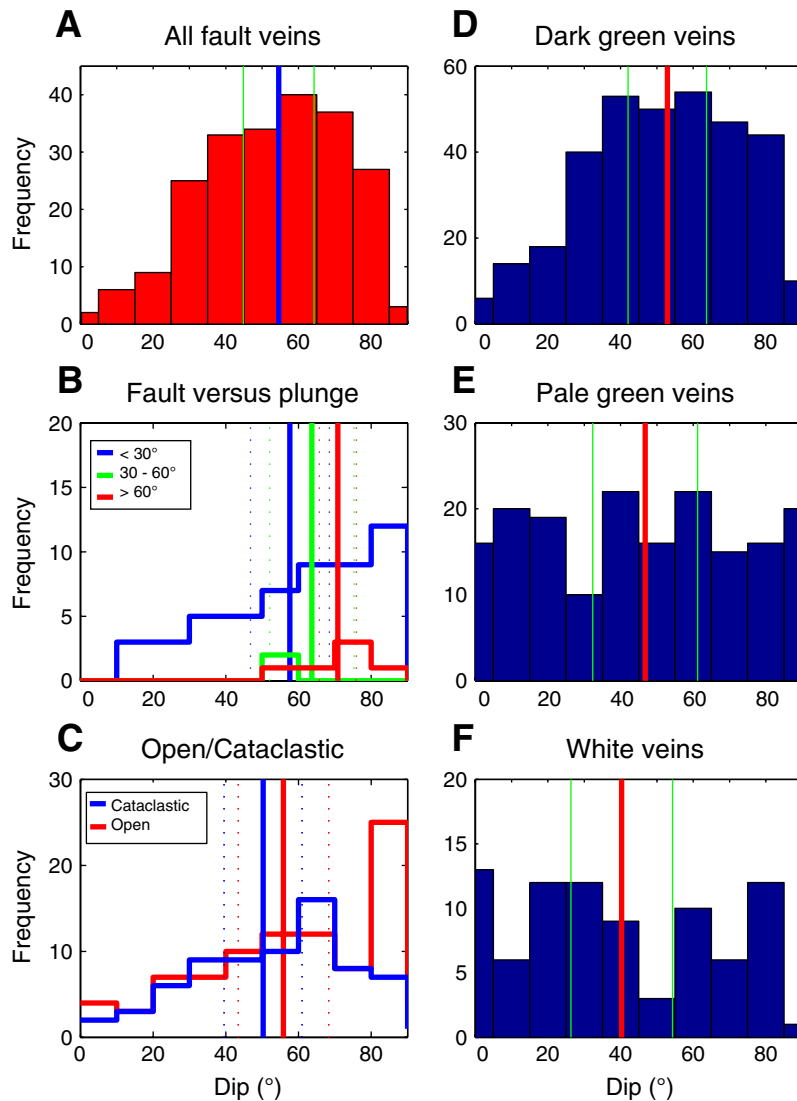 A
All fault veins
Frequency
40
30
20
10
0
0 20 40 60 80
D
Dark green veins
60
40
20
0
0 20 40 60 80
B
Fault versus plunge
Frequency
20
15
10
5
0
< 30°
30 - 60°
> 60°
0 20 40 60 80
E
Pale green veins
30
20
10
0
0 20 40 60 80
C
Open/Cataclastic
Frequency
30
20
10
0
Cataclastic
Open
0 20 40 60 80
Dip (°)
F
White veins
20
15
10
5
0
0 20 40 60 80
Dip (°)